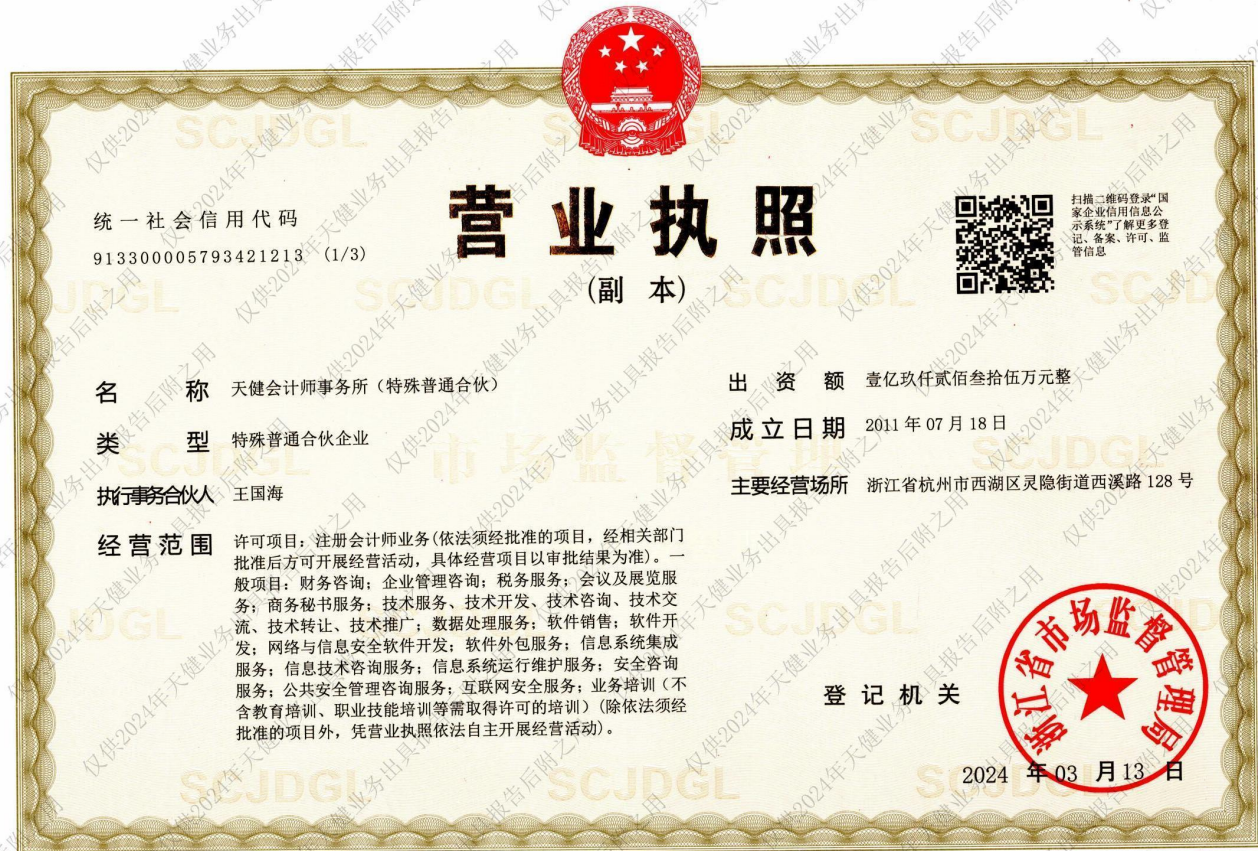 营业执照
(副 本)
统一社会信用代码
913300005793421213 (1/3)
扫描二维码登录“国
家企业信用信息公
示系统”了解更多登
记、备案、许可、监
管信息
名 称 天健会计师事务所（特殊普通合伙）
类 型 特殊普通合伙企业
执行事务合伙人 王国海
经营范围 许可项目：注册会计师业务(依法须经批准的项目，经相关部门
批准后方可开展经营活动，具体经营项目以审批结果为准)。一
般项目：财务咨询；企业管理咨询；税务服务；会议及展览服
务；商务秘书服务；技术服务、技术开发、技术咨询、技术交
流、技术转让、技术推广；数据处理服务；软件销售；软件开
发；网络与信息安全软件开发；软件外包服务；信息系统集成
服务；信息技术咨询服务；信息系统运行维护服务；安全咨询
服务；公共安全管理咨询服务；互联网安全服务；业务培训（不
含教育培训、职业技能培训等需取得许可的培训）(除依法须经
批准的项目外，凭营业执照依法自主开展经营活动)。
出 资 额 壹亿玖仟贰佰叁拾伍万元整
成立日期 2011 年 07 月 18 日
主要经营场所 浙江省杭州市西湖区灵隐街道西溪路 128 号
登记机关
浙江省市场监督管理局
2024 年 03 月 13 日
SCJDGL
市场监督管理
仅供2024年天健业务出具报告后附之用